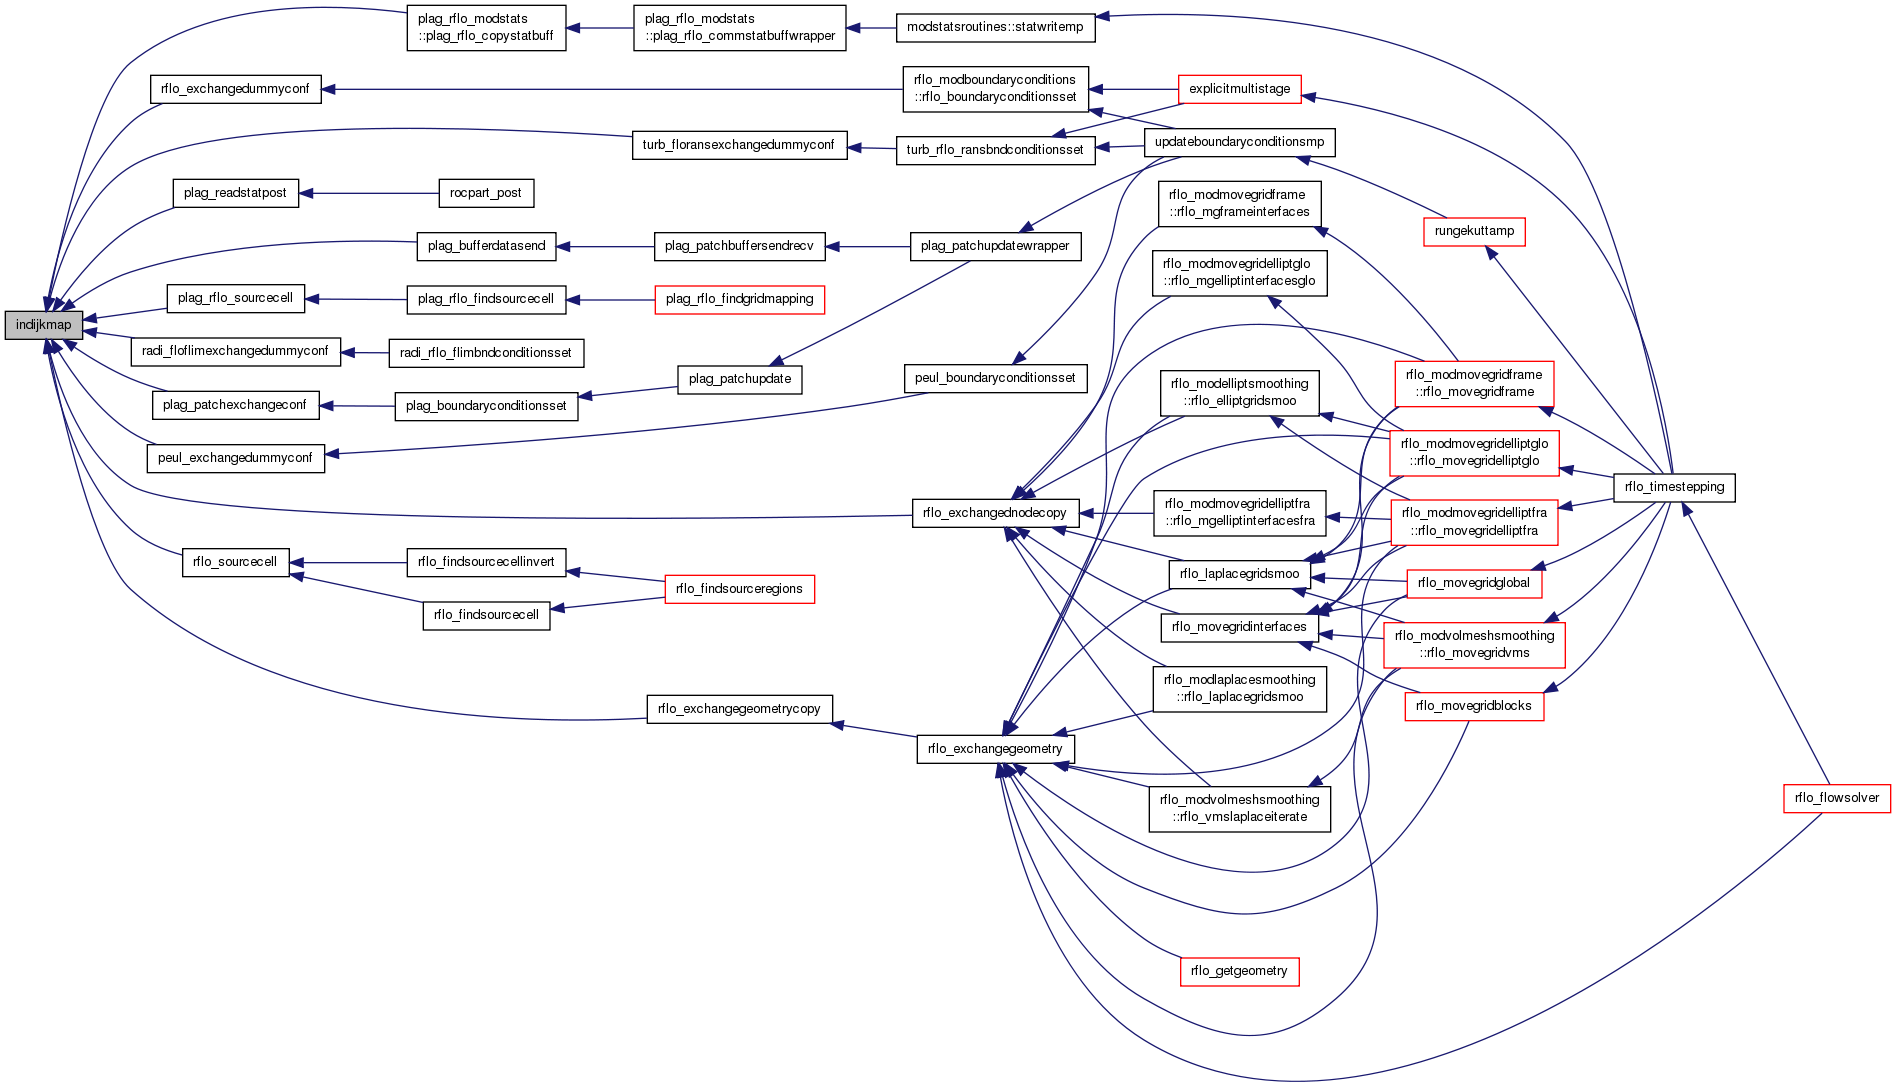 indijkmap
plag_rflo_modstats
::plag_rflo_copystatbuff
plag_rflo_modstats
::plag_rflo_commstatbuffwrapper
modstatsroutines::statwritemp
rflo_exchangedummyconf
rflo_modboundaryconditions
::rflo_boundaryconditionsset
explicitmultistage
turb_floransexchangedummyconf
turb_rflo_ransbndconditionsset
updateboundaryconditionsmp
plag_readstatpost
rocpart_post
rflo_modmovegridframe
::rflo_mgframeinterfaces
rungekuttamp
plag_bufferdatasend
plag_patchbuffersendrecv
plag_patchupdatewrapper
rflo_modmovegridelliptglo
::rflo_mgelliptinterfacesglo
plag_rflo_sourcecell
plag_rflo_findsourcecell
plag_rflo_findgridmapping
radi_floflimexchangedummyconf
radi_rflo_flimbndconditionsset
plag_patchupdate
peul_boundaryconditionsset
rflo_modelliptsmoothing
::rflo_elliptgridsmoo
rflo_modmovegridframe
::rflo_movegridframe
plag_patchexchangeconf
plag_boundaryconditionsset
peul_exchangedummyconf
rflo_modmovegridelliptglo
::rflo_movegridelliptglo
rflo_timestepping
rflo_exchangednodecopy
rflo_modmovegridelliptfra
::rflo_mgelliptinterfacesfra
rflo_modmovegridelliptfra
::rflo_movegridelliptfra
rflo_sourcecell
rflo_findsourcecellinvert
rflo_findsourceregions
rflo_findsourcecell
rflo_laplacegridsmoo
rflo_movegridglobal
rflo_movegridinterfaces
rflo_modvolmeshsmoothing
::rflo_movegridvms
rflo_modlaplacesmoothing
::rflo_laplacegridsmoo
rflo_movegridblocks
rflo_exchangegeometrycopy
rflo_exchangegeometry
rflo_modvolmeshsmoothing
::rflo_vmslaplaceiterate
rflo_flowsolver
rflo_getgeometry